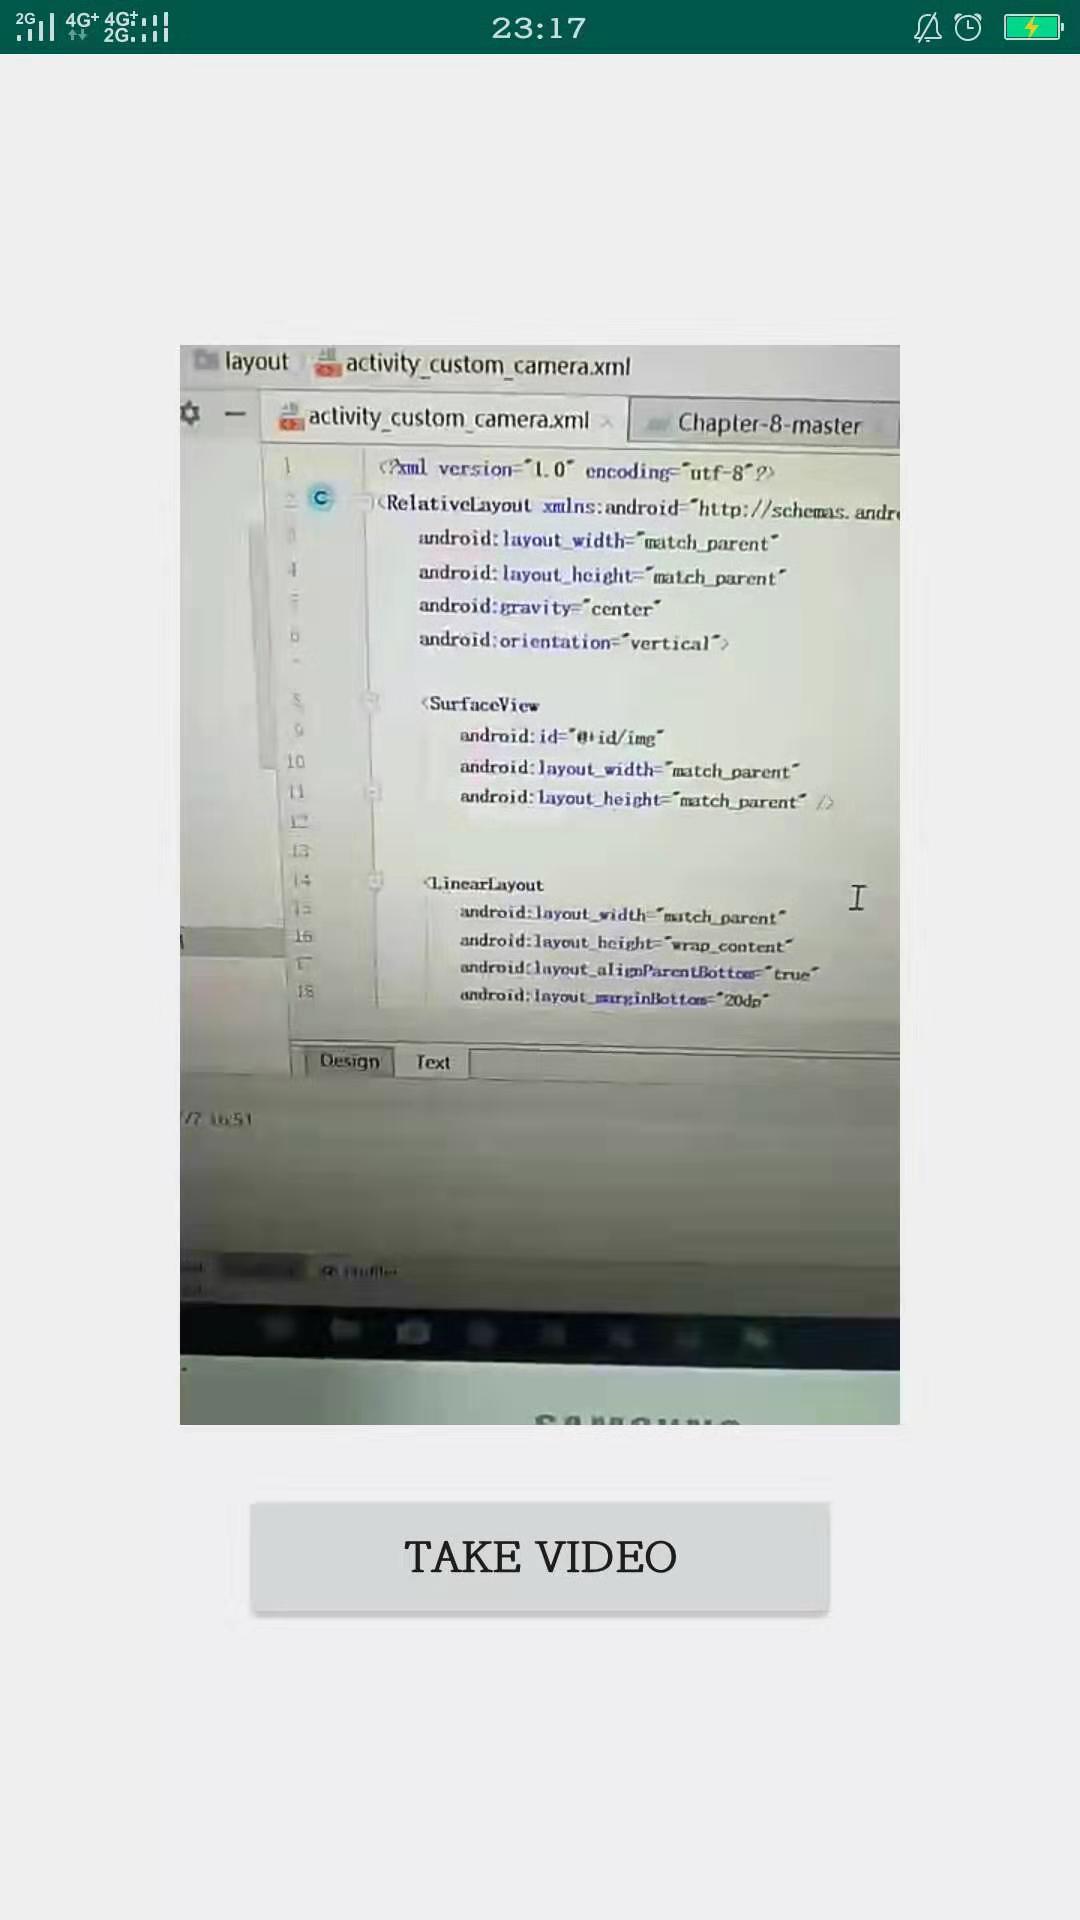 2G 4G+ 4G+ 2G
23:17
layout activity_custom_camera.xml
activity_custom_camera.xml Chapter-8-master
1 <?xml version="1.0" encoding="utf-8"?>
2 C <RelativeLayout xmlns:android="http://schemas.andr
3 android:layout_width="match_parent"
4 android:layout_height="match_parent"
5 android:gravity="center"
6 android:orientation="vertical">
8 <SurfaceView
9 android:id="@+id/img"
10 android:layout_width="match_parent"
11 android:layout_height="match_parent" />
12
13
14 <LinearLayout
15 android:layout_width="match_parent"
16 android:layout_height="wrap_content"
17 android:layout_alignParentBottom="true"
18 android:layout_marginBottom="20dp"
Design Text
16:51
Profiler
SAMSUNG
TAKE VIDEO